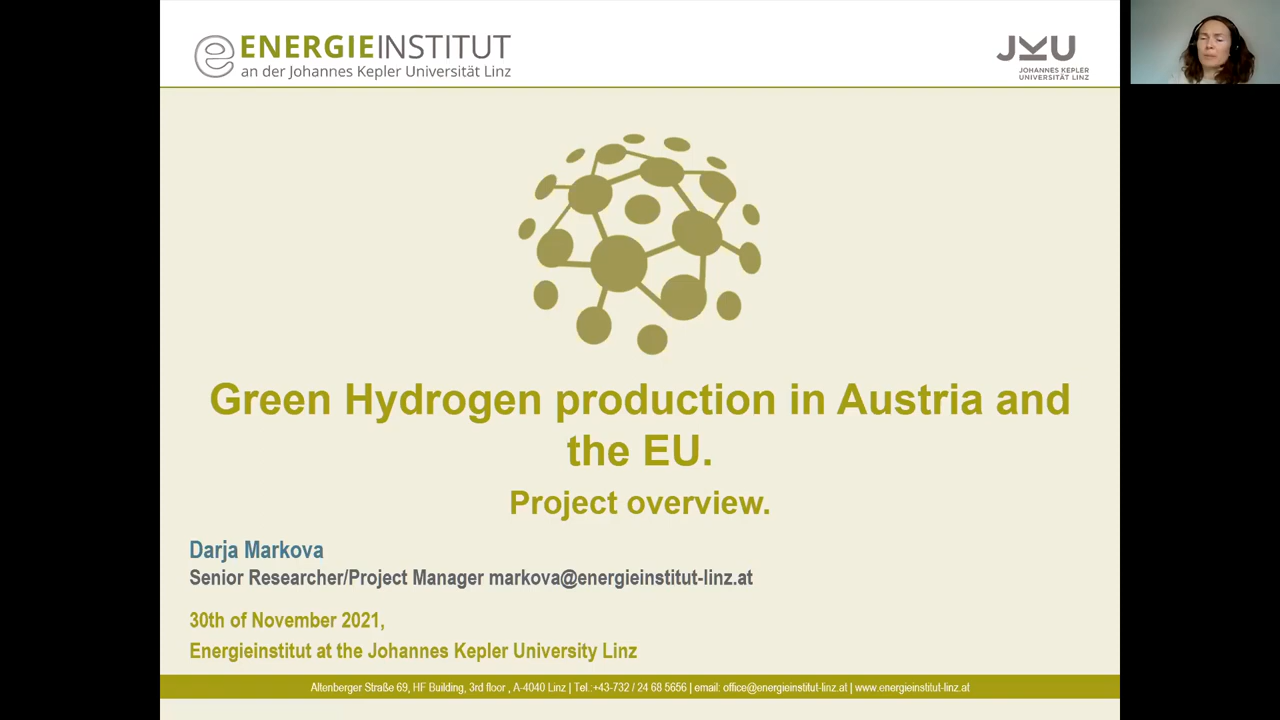 ENERGIEINSTITUT
an der Johannes Kepler Universität Linz
JKU
JOHANNES KEPLER
UNIVERSITÄT LINZ
Green Hydrogen production in Austria and
the EU.
Project overview.
Darja Markova
Senior Researcher/Project Manager markova@energieinstitut-linz.at
30th of November 2021,
Energieinstitut at the Johannes Kepler University Linz
Altenberger Straße 69, HF Building, 3rd floor , A-4040 Linz | Tel.:+43-732 / 24 68 5656 | email: office@energieinstitut-linz.at | www.energieinstitut-linz.at